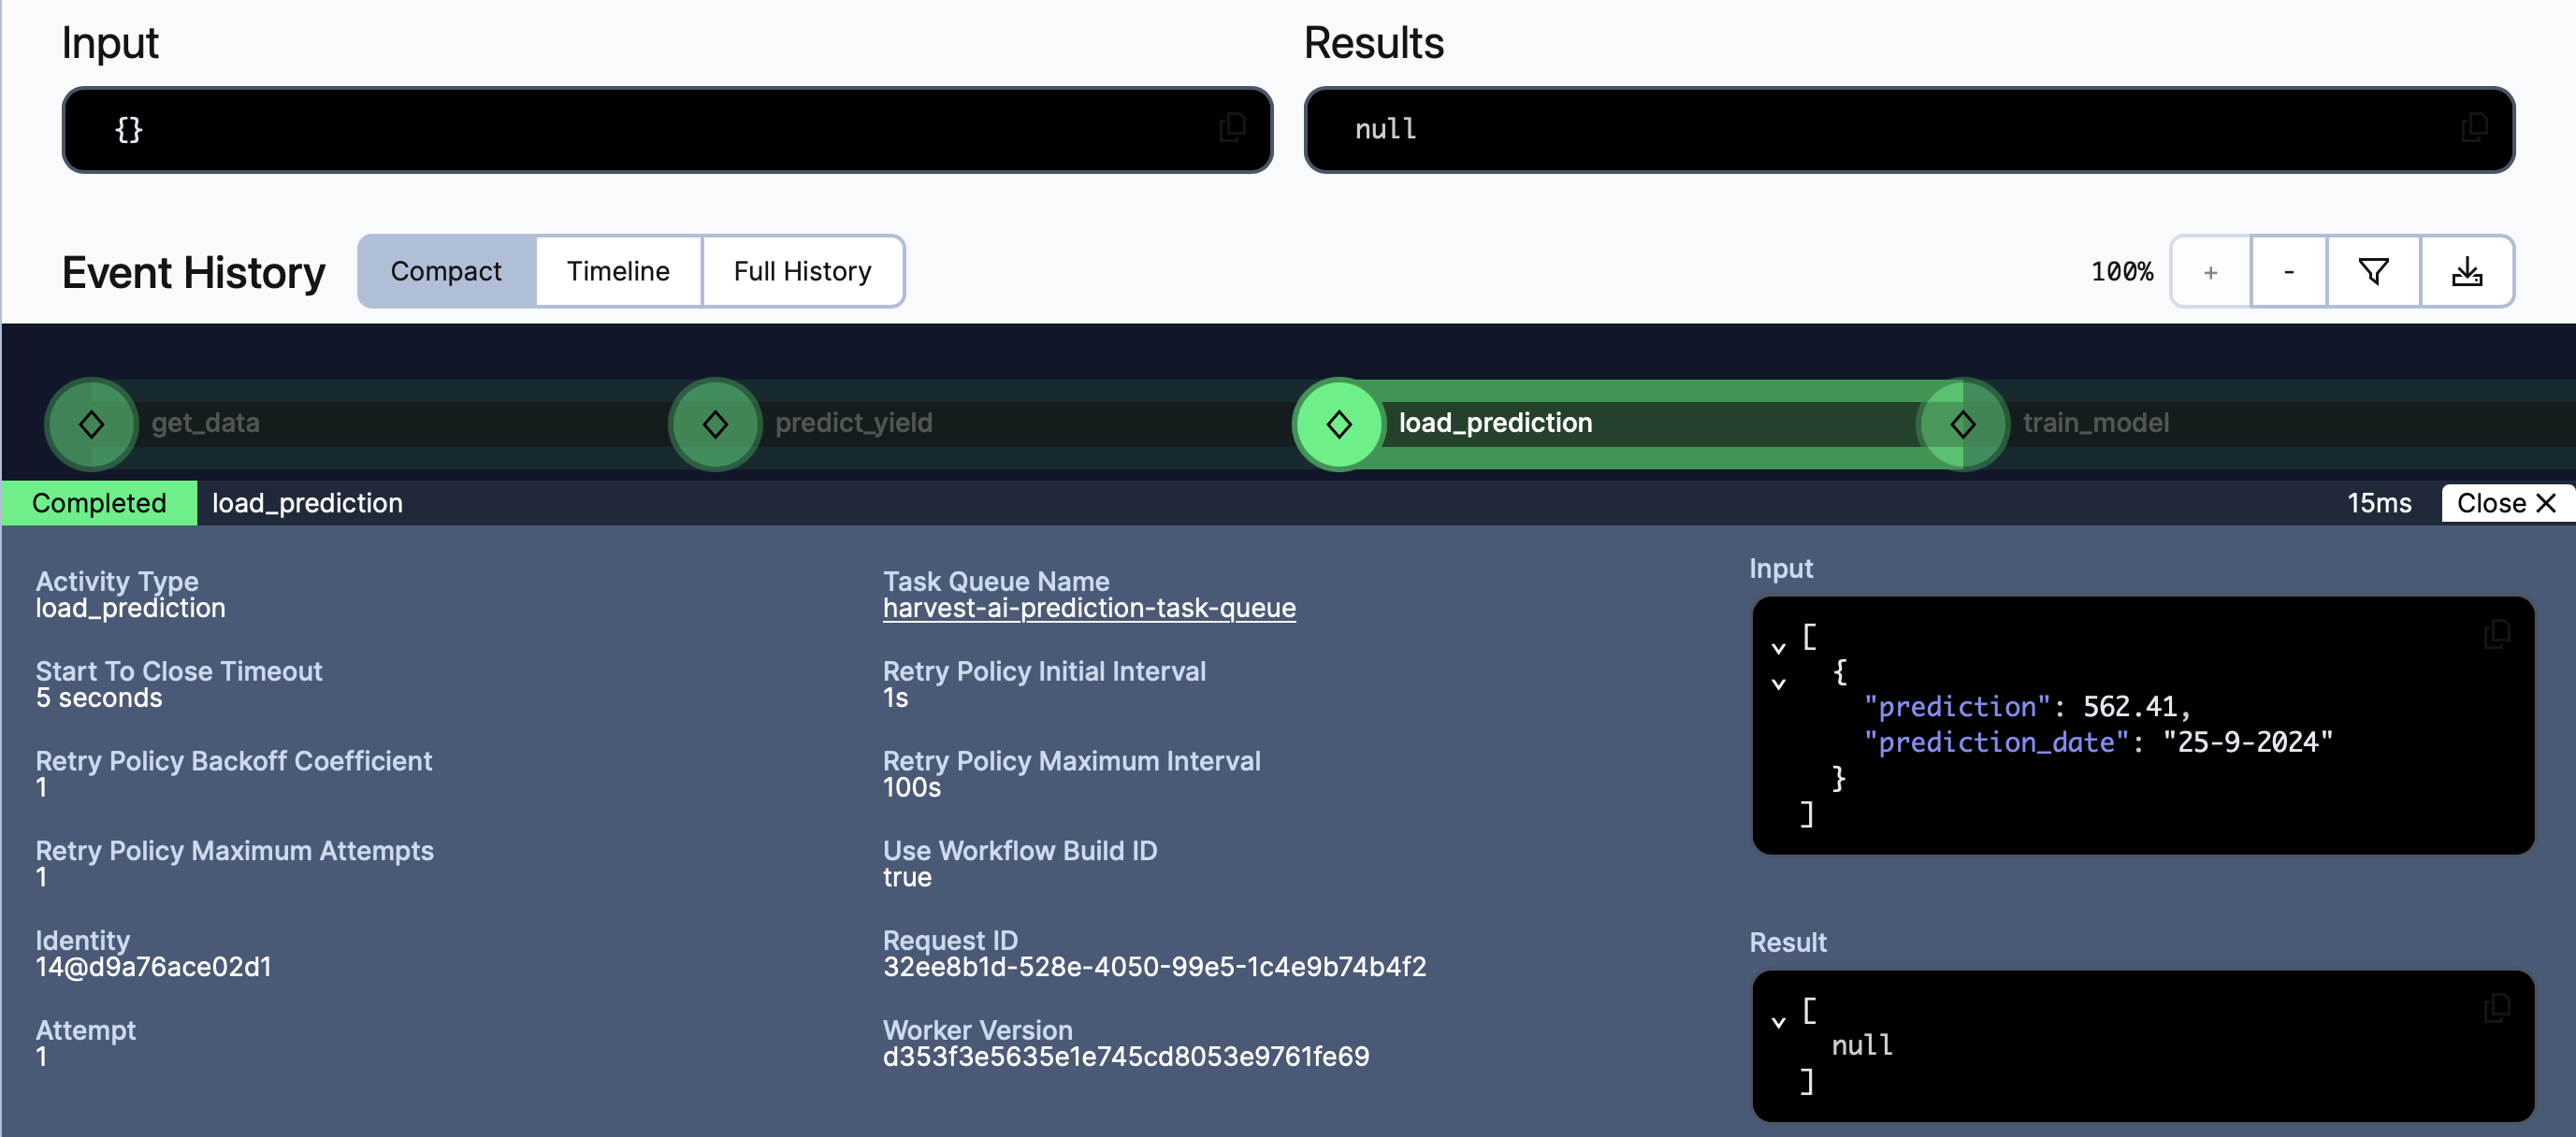 Input
Results
{}
null
Event History
Compact
Timeline
Full History
100%
+
-
get_data
predict_yield
load_prediction
train_model
Completed
load_prediction
15ms
Close
Activity Type
load_prediction
Task Queue Name
harvest-ai-prediction-task-queue
Start To Close Timeout
5 seconds
Retry Policy Initial Interval
1s
Retry Policy Backoff Coefficient
1
Retry Policy Maximum Interval
100s
Retry Policy Maximum Attempts
1
Use Workflow Build ID
true
Identity
14@d9a76ace02d1
Request ID
32ee8b1d-528e-4050-99e5-1c4e9b74b4f2
Attempt
1
Worker Version
d353f3e5635e1e745cd8053e9761fe69
Input
[
{
"prediction": 562.41,
"prediction_date": "25-9-2024"
}
]
Result
[
null
]